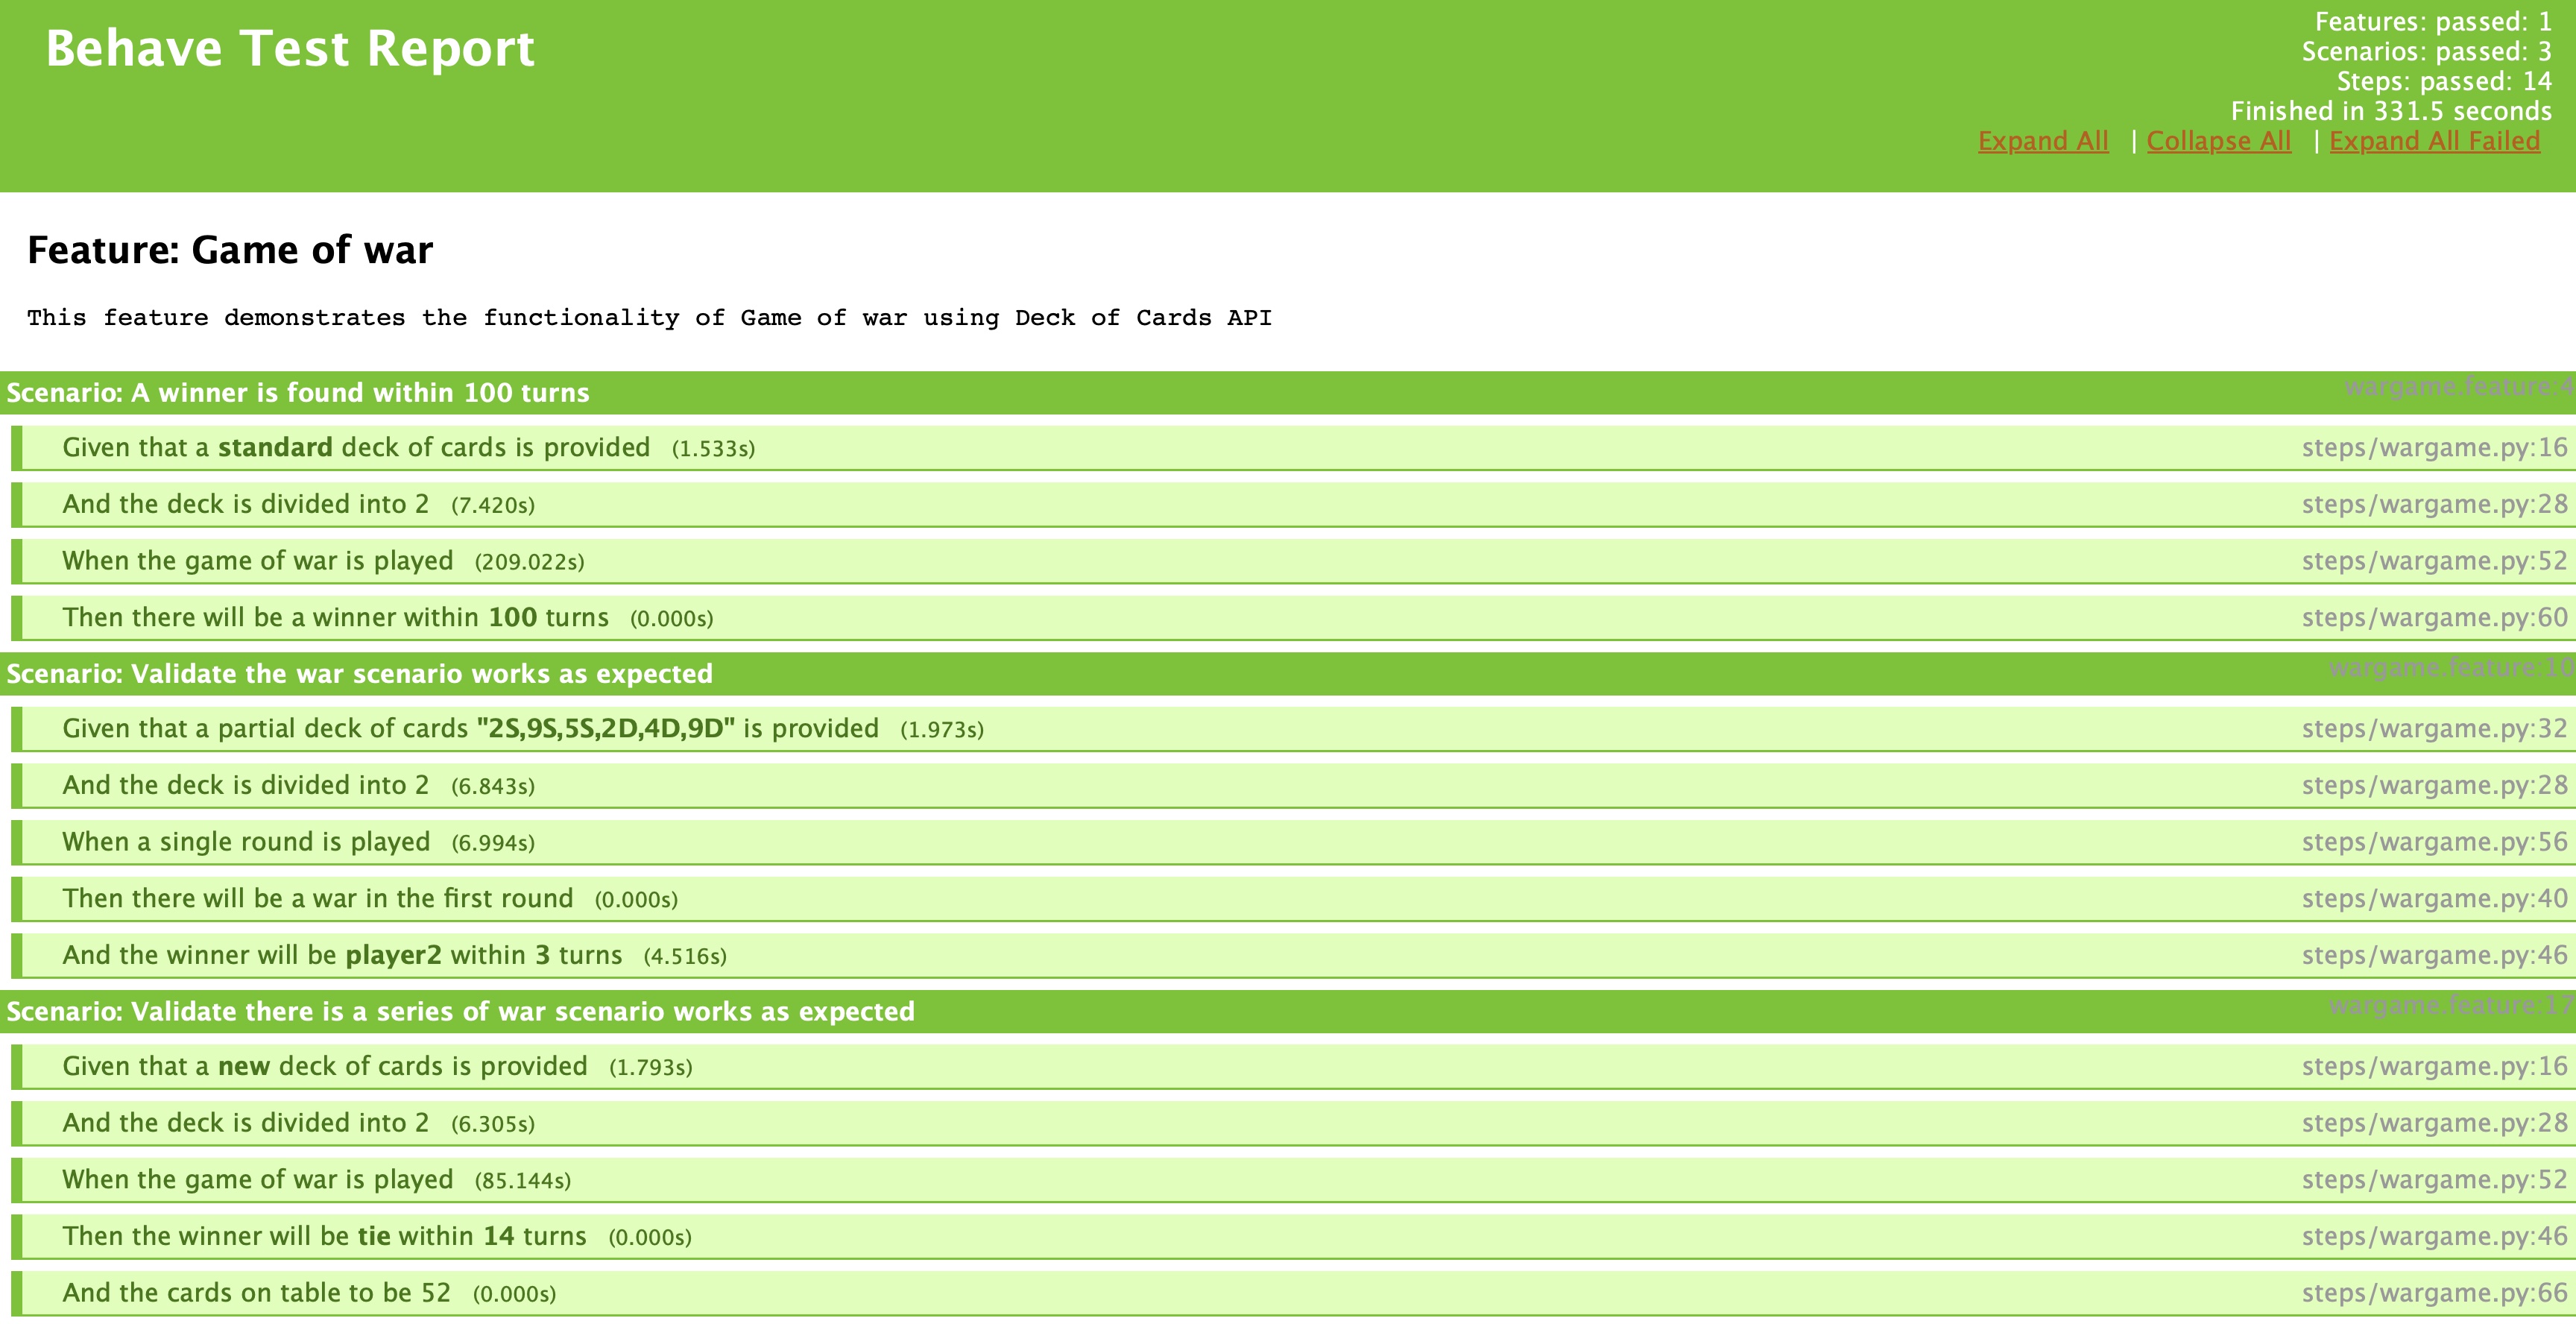 Behave Test Report
Features: passed: 1
Scenarios: passed: 3
Steps: passed: 14
Finished in 331.5 seconds
Expand All | Collapse All | Expand All Failed
Feature: Game of war
This feature demonstrates the functionality of Game of war using Deck of Cards API
Scenario: A winner is found within 100 turns wargame.feature:4
Given that a standard deck of cards is provided (1.533s) steps/wargame.py:16
And the deck is divided into 2 (7.420s) steps/wargame.py:28
When the game of war is played (209.022s) steps/wargame.py:52
Then there will be a winner within 100 turns (0.000s) steps/wargame.py:60
Scenario: Validate the war scenario works as expected wargame.feature:10
Given that a partial deck of cards "2S,9S,5S,2D,4D,9D" is provided (1.973s) steps/wargame.py:32
And the deck is divided into 2 (6.843s) steps/wargame.py:28
When a single round is played (6.994s) steps/wargame.py:56
Then there will be a war in the first round (0.000s) steps/wargame.py:40
And the winner will be player2 within 3 turns (4.516s) steps/wargame.py:46
Scenario: Validate there is a series of war scenario works as expected wargame.feature:17
Given that a new deck of cards is provided (1.793s) steps/wargame.py:16
And the deck is divided into 2 (6.305s) steps/wargame.py:28
When the game of war is played (85.144s) steps/wargame.py:52
Then the winner will be tie within 14 turns (0.000s) steps/wargame.py:46
And the cards on table to be 52 (0.000s) steps/wargame.py:66